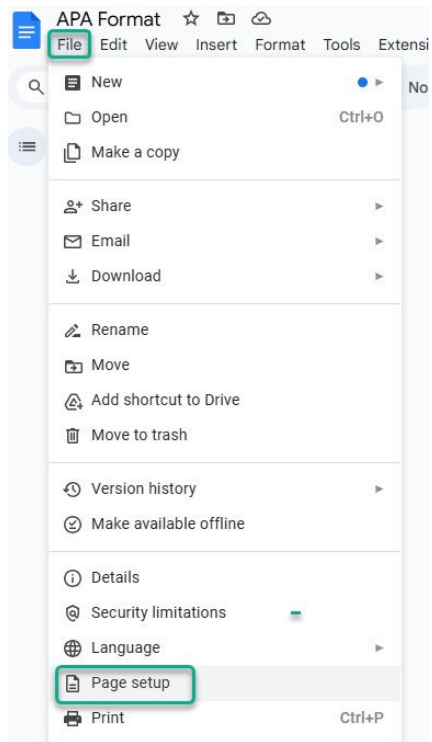 APA Format
File Edit View Insert Format Tools Extensi
No
New
Open Ctrl+O
Make a copy
Share
Email
Download
Rename
Move
Add shortcut to Drive
Move to trash
Version history
Make available offline
Details
Security limitations
Language
Page setup
Print Ctrl+P